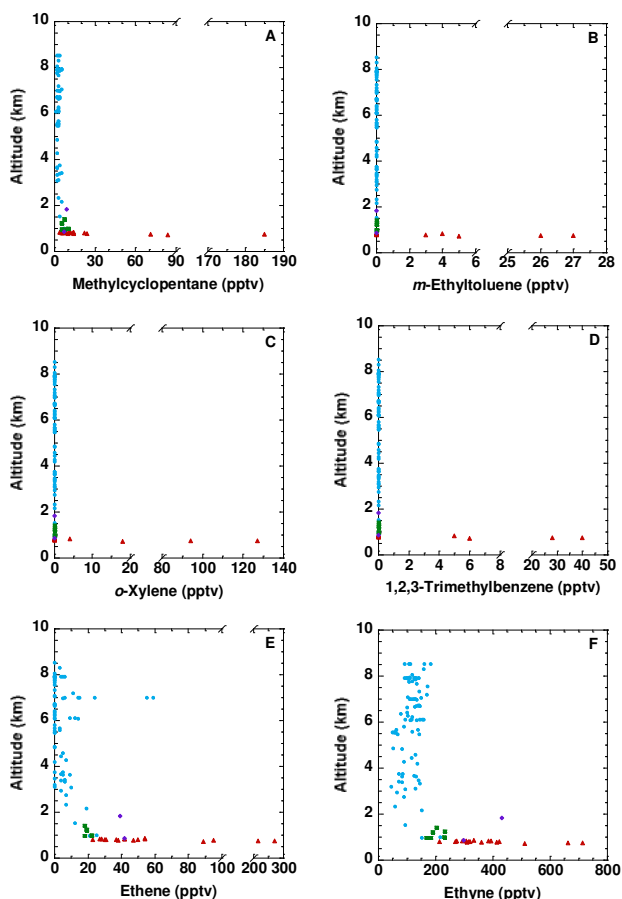 10
8
6
4
2
0
Altitude (km)
A
0 30 60 90 170 180 190
Methylcyclopentane (pptv)
10
8
6
4
2
0
Altitude (km)
B
0 2 4 6 25 26 27 28
m-Ethyltoluene (pptv)
10
8
6
4
2
0
Altitude (km)
C
0 10 20 80 100 120 140
o-Xylene (pptv)
10
8
6
4
2
0
Altitude (km)
D
0 2 4 6 8 20 30 40 50
1,2,3-Trimethylbenzene (pptv)
10
8
6
4
2
0
Altitude (km)
E
0 20 40 60 80 100 200 240
Ethene (pptv)
10
8
6
4
2
0
Altitude (km)
F
0 200 400 600 800
Ethyne (pptv)